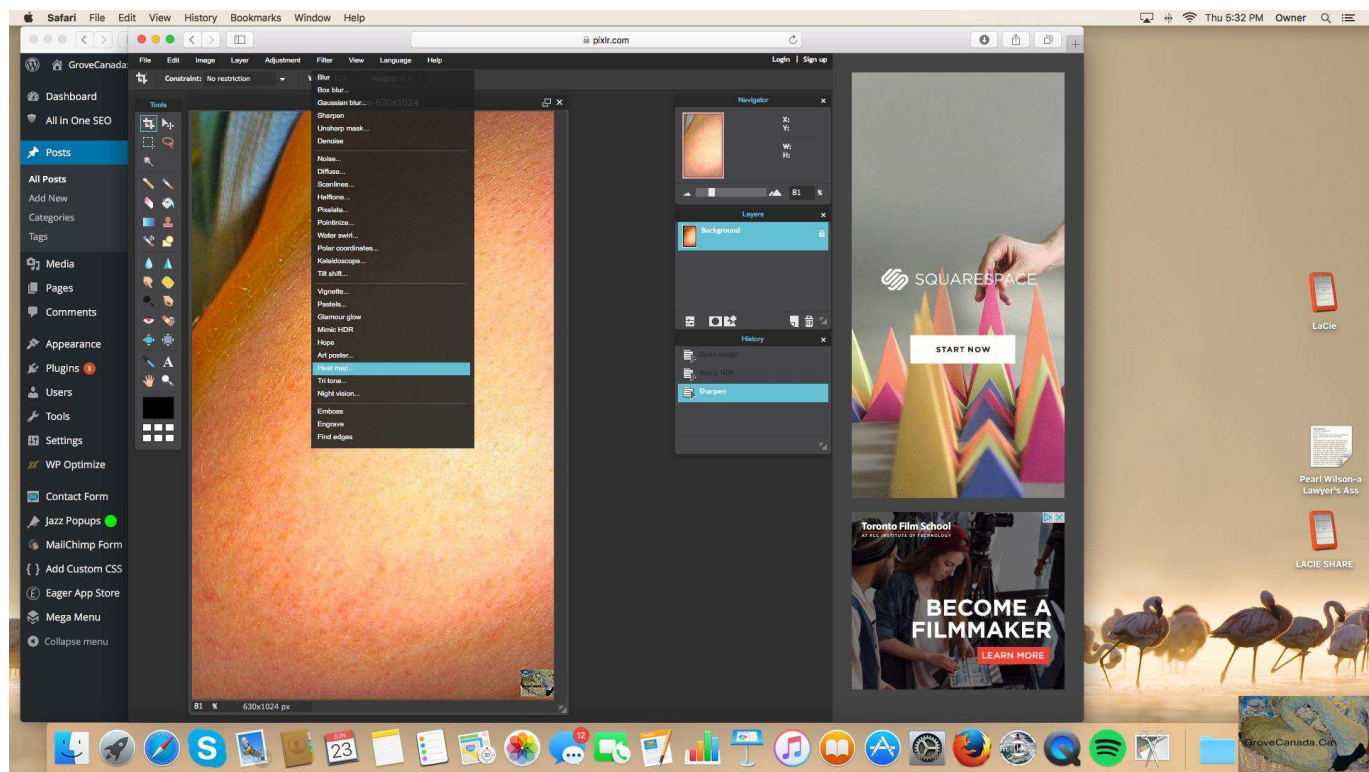 Safari File Edit View History Bookmarks Window Help
Thu 5:32 PM Owner
pixlr.com
GroveCanada:
Dashboard
All in One SEO
Posts
All Posts
Add New
Categories
Tags
Media
Pages
Comments
Appearance
Plugins 3
Users
Tools
Settings
WP Optimize
Contact Form
Jazz Popups
MailChimp Form
{ } Add Custom CSS
Eager App Store
Mega Menu
Collapse menu
File Edit Image Layer Adjustment Filter View Language Help
Login | Sign up
Constraint: No restriction
Height: 0.0
Tools
e-630x1024
Blur
Box blur...
Gaussian blur...
Sharpen
Unsharp mask...
Denoise
Noise...
Diffuse...
Scanlines...
Halftone...
Pixelate...
Pointinize...
Water swirl...
Polar coordinates...
Kaleidoscope...
Tilt shift...
Vignette...
Pastels...
Glamour glow
Mimic HDR
Hope
Art poster...
Heat map...
Tri tone...
Night vision...
Emboss
Engrave
Find edges
81 % 630x1024 px
Navigator
X:
Y:
W:
H:
81 %
Layers
Background
History
Open image
Mimic HDR
Sharpen
SQUARESPACE
START NOW
Toronto Film School
AT RCC INSTITUTE OF TECHNOLOGY
BECOME A
FILMMAKER
LEARN MORE
LaCie
Pearl Wilson-a
Lawyer's Ass
LACIE SHARE
JUN
23
12
GroveCanada.Ca